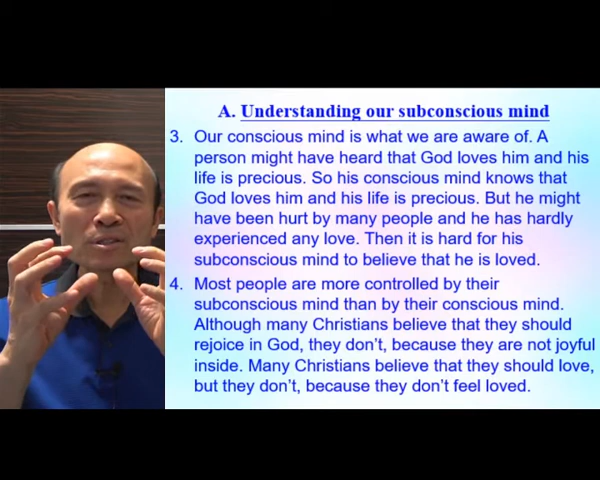 A. Understanding our subconscious mind
3. Our conscious mind is what we are aware of. A
person might have heard that God loves him and his
life is precious. So his conscious mind knows that
God loves him and his life is precious. But he might
have been hurt by many people and he has hardly
experienced any love. Then it is hard for his
subconscious mind to believe that he is loved.
4. Most people are more controlled by their
subconscious mind than by their conscious mind.
Although many Christians believe that they should
rejoice in God, they don't, because they are not joyful
inside. Many Christians believe that they should love,
but they don't, because they don't feel loved.